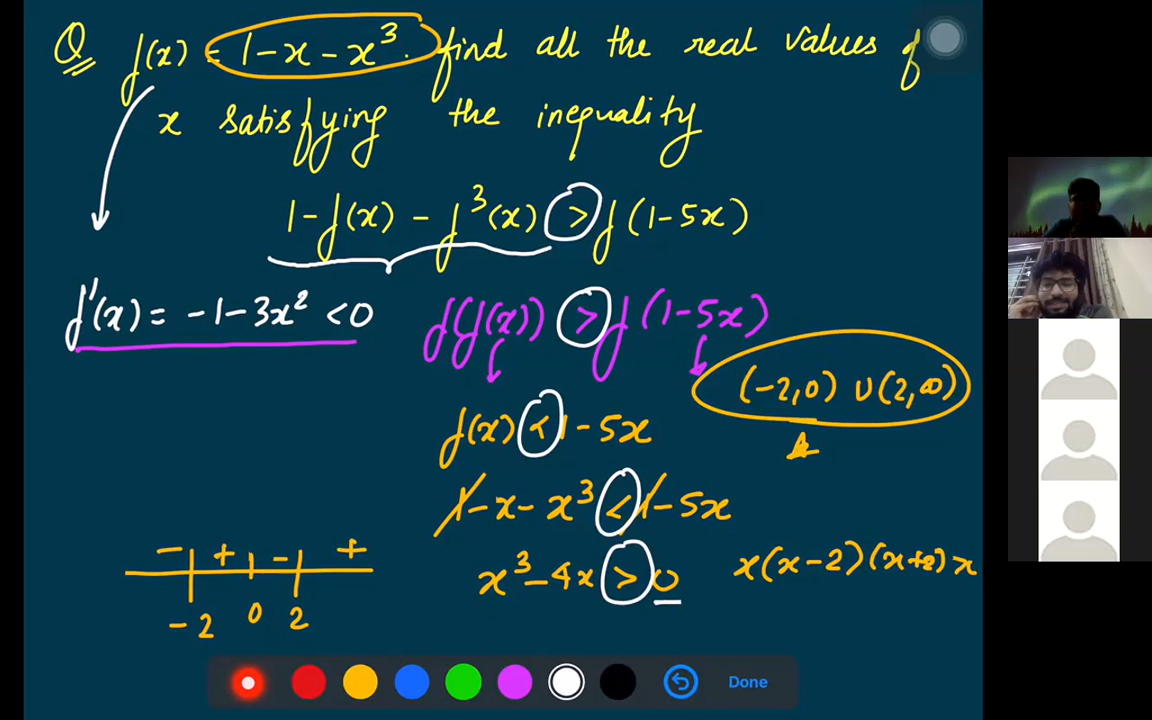 Q f(x) = 1-x-x³. find all the real values of
x satisfying the inequality
1-f(x) - f³(x) > f(1-5x)
f'(x) = -1-3x² <0
f(f(x)) > f(1-5x)
(-2,0) ∪ (2,∞)
f(x) < 1-5x
1-x-x³ < 1-5x
x³-4x > 0
x(x-2)(x+2)
- + - +
-2 0 2
Done